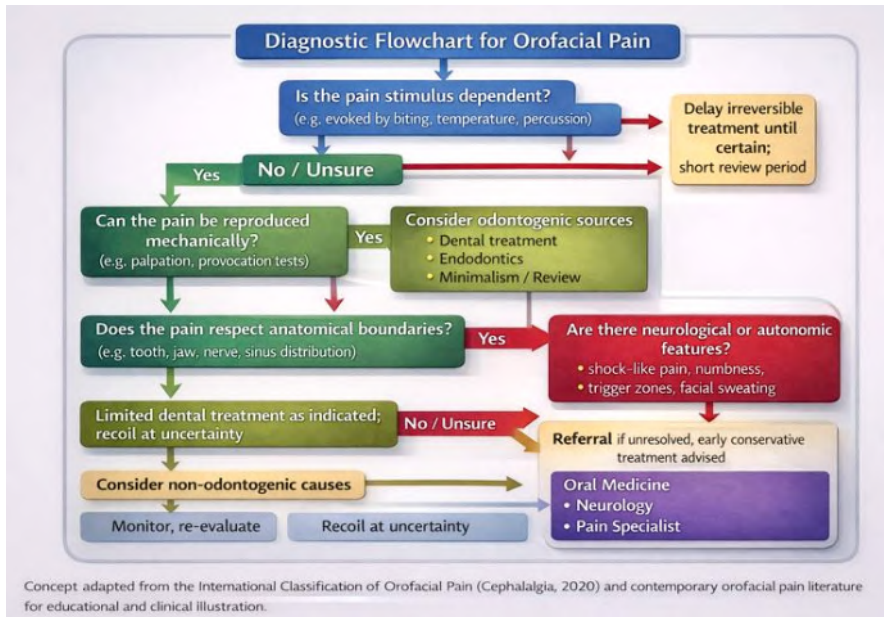 Diagnostic Flowchart for Orofacial Pain
Is the pain stimulus dependent?
(e.g. evoked by biting, temperature, percussion)
Delay irreversible
treatment until
certain;
short review period
Yes
No / Unsure
Can the pain be reproduced
mechanically?
(e.g. palpation, provocation tests)
Yes
Consider odontogenic sources
• Dental treatment
• Endodontics
• Minimalism / Review
Does the pain respect anatomical boundaries?
(e.g. tooth, jaw, nerve, sinus distribution)
Yes
Are there neurological or autonomic
features?
• shock-like pain, numbness,
• trigger zones, facial sweating
Limited dental treatment as indicated;
recoil at uncertainty
No / Unsure
Referral if unresolved, early conservative
treatment advised
Consider non-odontogenic causes
Oral Medicine
• Neurology
• Pain Specialist
Monitor, re-evaluate
Recoil at uncertainty
Concept adapted from the International Classification of Orofacial Pain (Cephalalgia, 2020) and contemporary orofacial pain literature
for educational and clinical illustration.